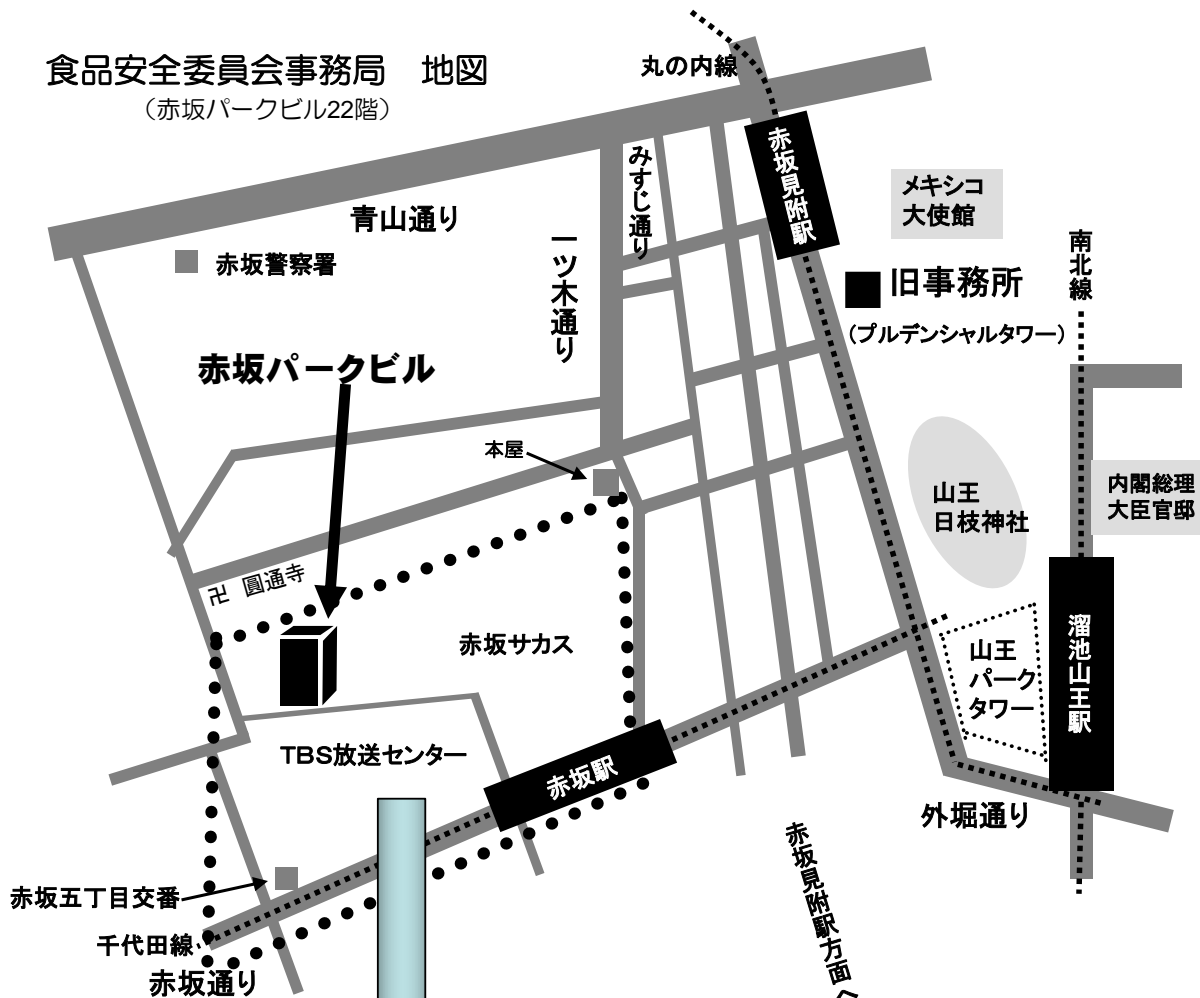 食品安全委員会事務局　地図
（赤坂パークビル22階）
丸の内線
赤坂見附駅
みすじ通り
メキシコ
大使館
青山通り
赤坂警察署
一ツ木通り
南北線
旧事務所
（プルデンシャルタワー）
赤坂パークビル
本屋
山王
日枝神社
内閣総理
大臣官邸
卍　圓通寺
赤坂サカス
山王
パーク
タワー
溜池山王駅
TBS放送センター
赤坂駅
外堀通り
赤坂見附駅方面へ
赤坂五丁目交番
千代田線
赤坂通り